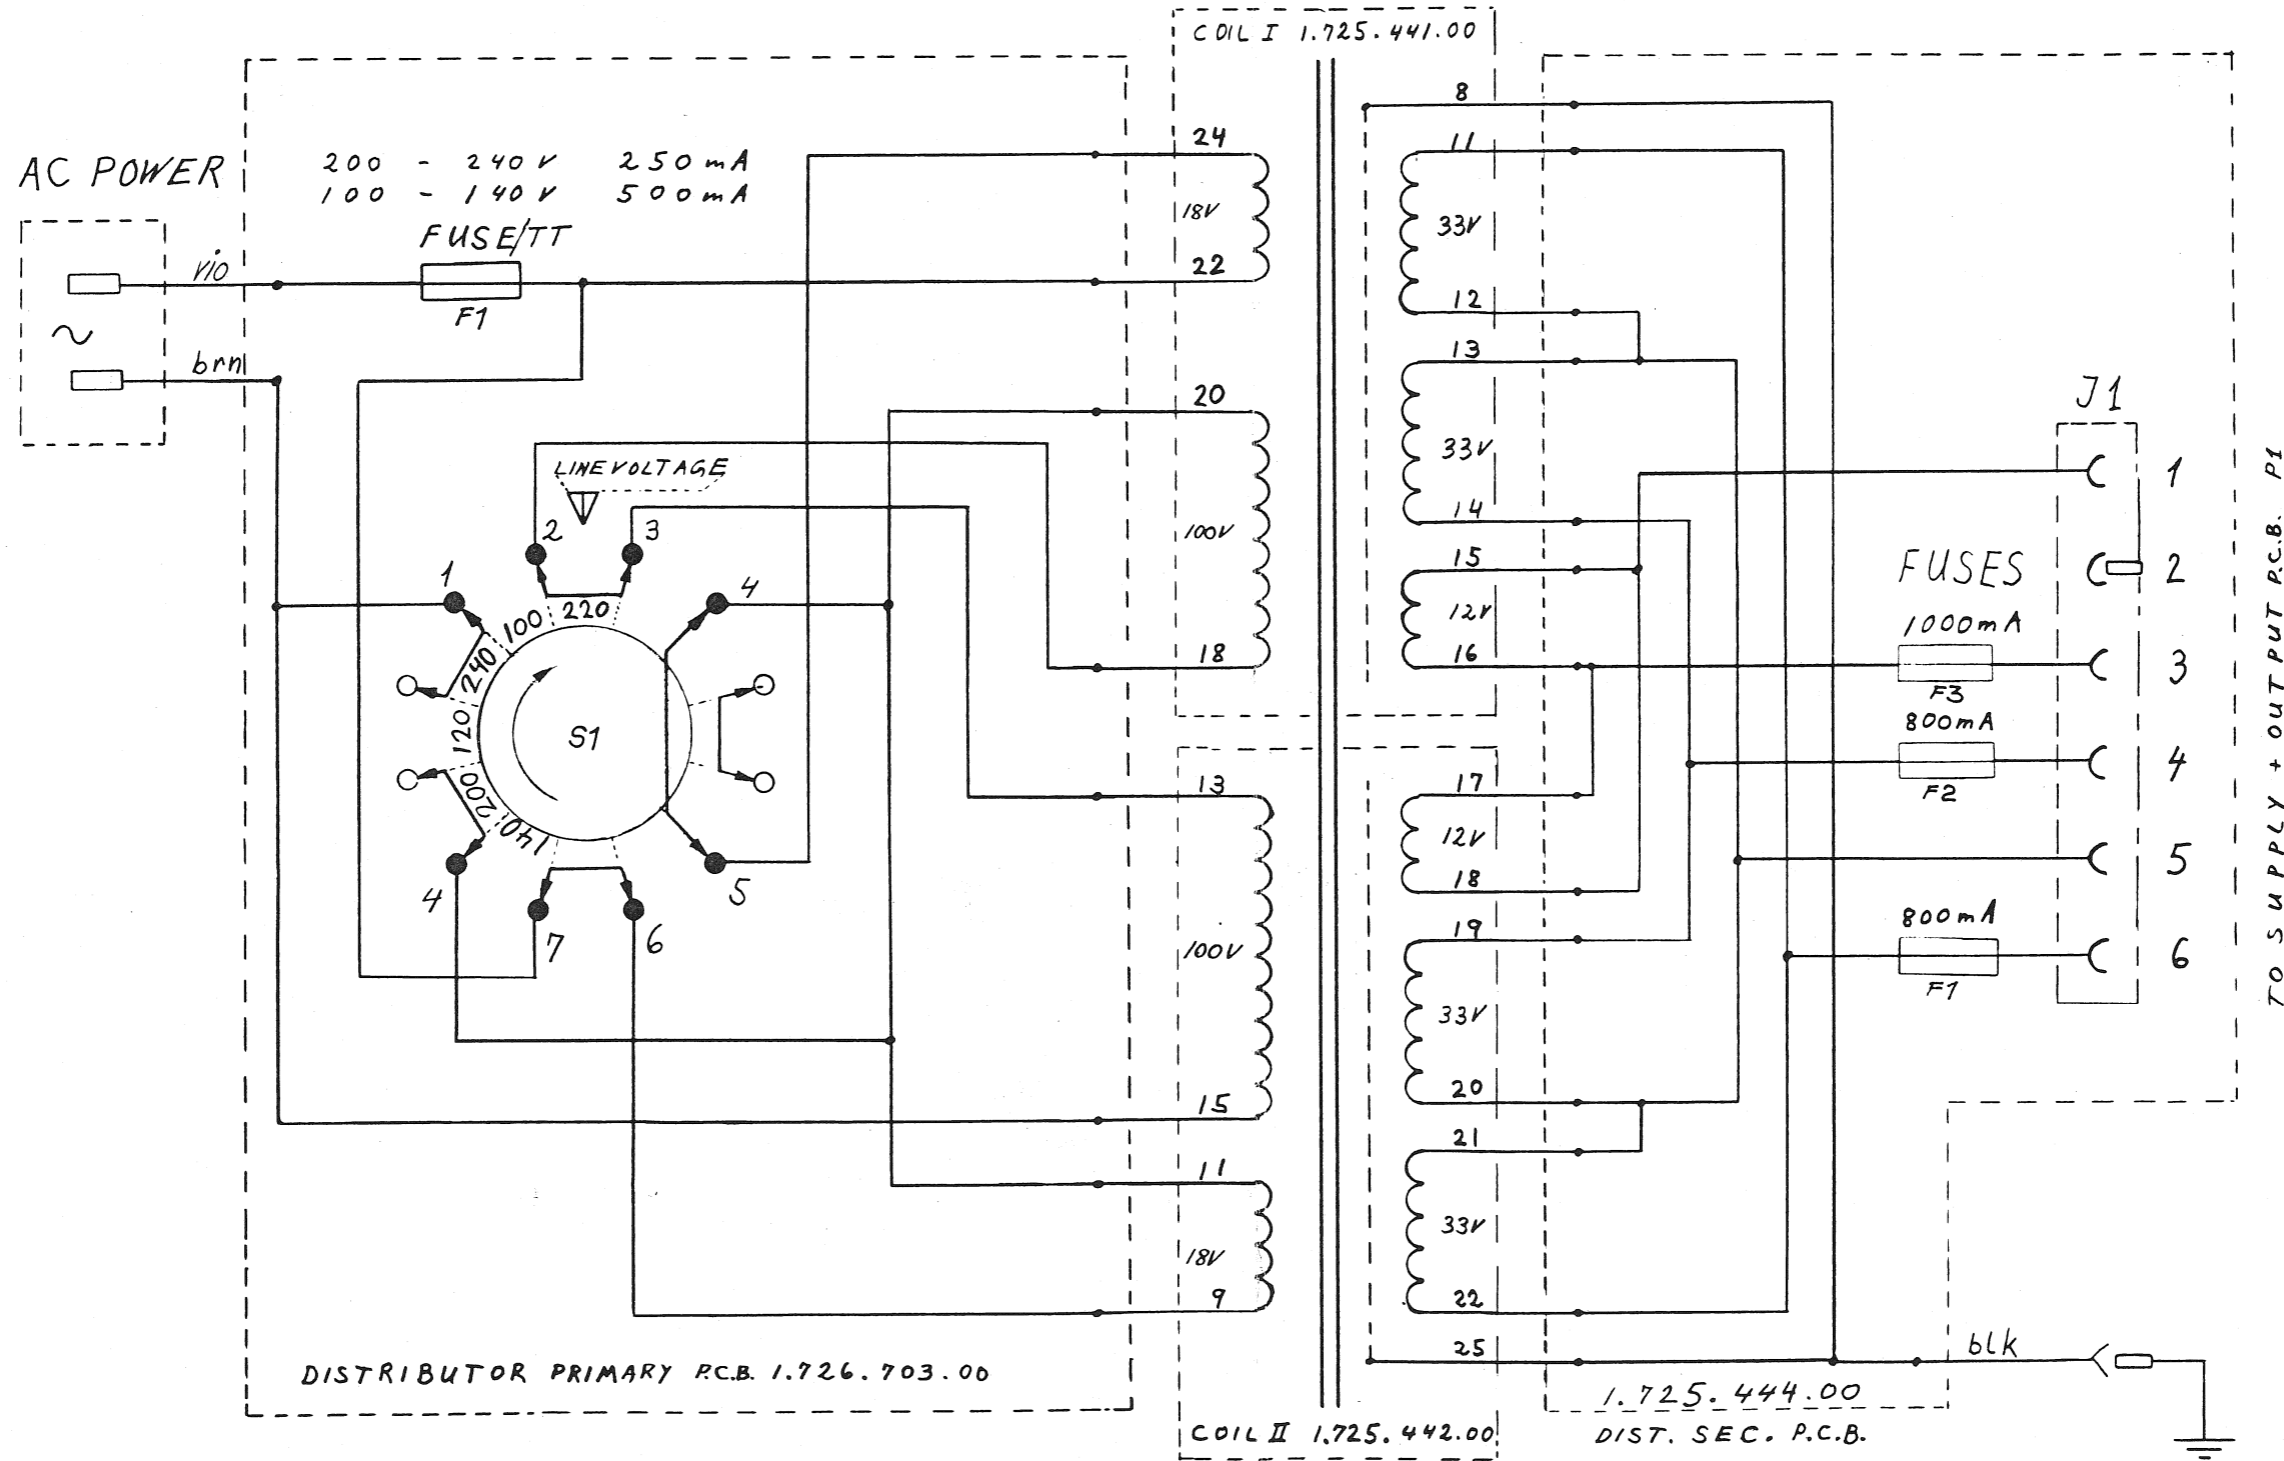 COIL I 1.725.441.00
AC POWER
200 - 240V 250mA
100 - 140V 500mA
FUSE/TT
F1
vio
~
brn
LINE VOLTAGE
1
2
3
4
5
6
7
4
100
220
240
120
200
140
S1
24
18V
22
20
100V
18
13
100V
15
11
18V
9
8
11
33V
12
13
33V
14
15
12V
16
17
12V
18
19
33V
20
21
33V
22
25
J1
1
FUSES
2
1000mA
F3
3
800mA
F2
4
5
800mA
F1
6
TO SUPPLY + OUTPUT P.C.B. P1
blk
DISTRIBUTOR PRIMARY P.C.B. 1.726.703.00
1.725.444.00
DIST. SEC. P.C.B.
COIL II 1.725.442.00